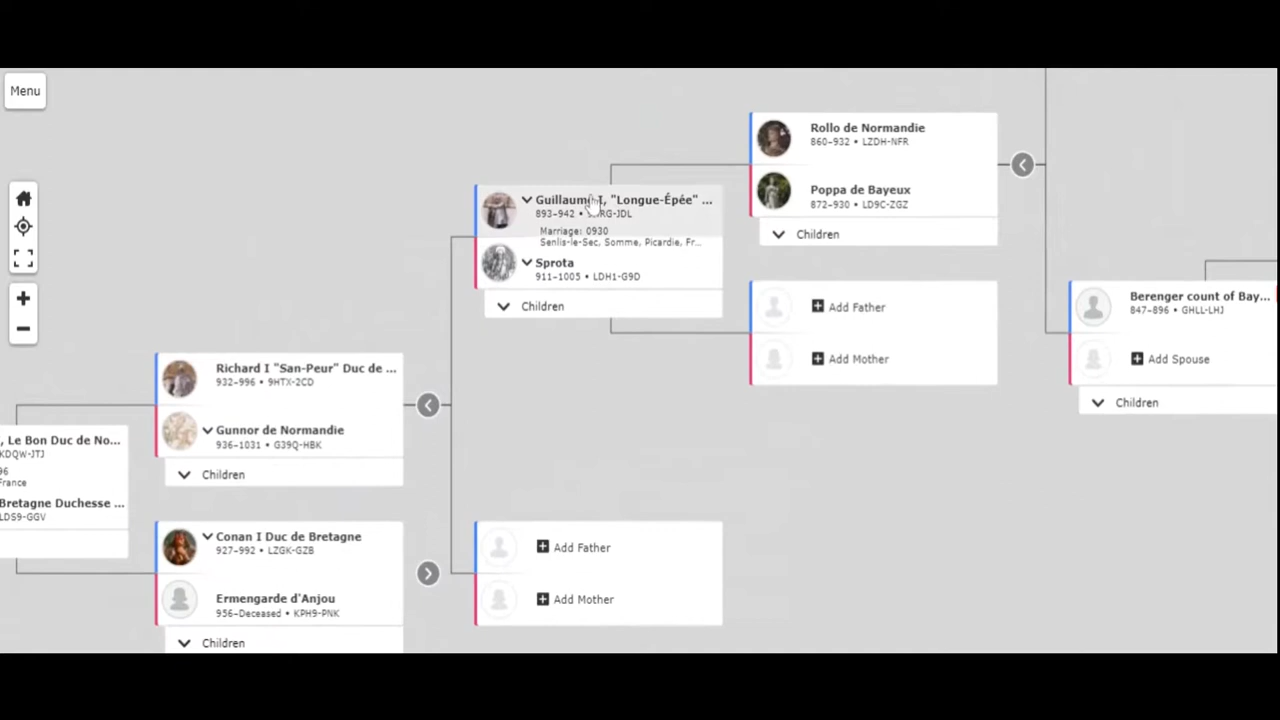 Menu
Rollo de Normandie
860–932 • LZDH-NFR
Poppa de Bayeux
872–930 • LD9C-ZGZ
Children
Guillaume I, "Longue-Épée" ...
893–942 •
Marriage: 0930
Senlis-le-Sec, Somme, Picardie, Fr...
Sprota
911–1005 • LDH1-G9D
Children
Add Father
Add Mother
Berenger count of Bay...
847–896 • GHLL-LHJ
Add Spouse
Children
Richard I "San-Peur" Duc de ...
932–996 • 9HTX-2CD
Gunnor de Normandie
936–1031 • G39Q-HBK
Children
, Le Bon Duc de No...
KDQW-JTJ
96
France
Bretagne Duchesse ...
LDS9-GGV
Conan I Duc de Bretagne
927–992 • LZGK-GZB
Ermengarde d'Anjou
956–Deceased • KPH9-PNK
Children
Add Father
Add Mother